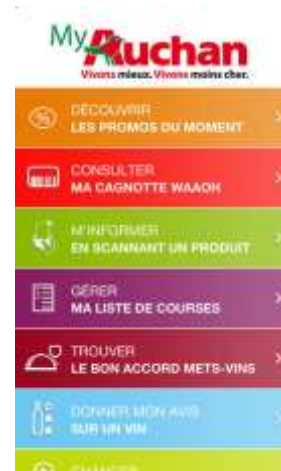 MyAuchan
Vivons mieux. Vivons moins cher.
DÉCOUVRIR
LES PROMOS DU MOMENT
CONSULTER
MA CAGNOTTE WAAOH
M'INFORMER
EN SCANNANT UN PRODUIT
GÉRER
MA LISTE DE COURSES
TROUVER
LE BON ACCORD METS-VINS
DONNER MON AVIS
SUR UN VIN